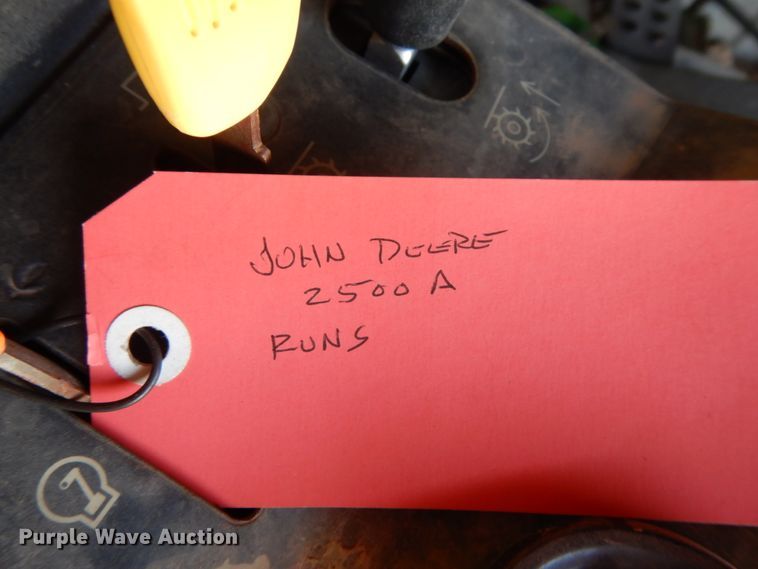 JOHN DEERE
2500 A
RUNS
Purple Wave Auction